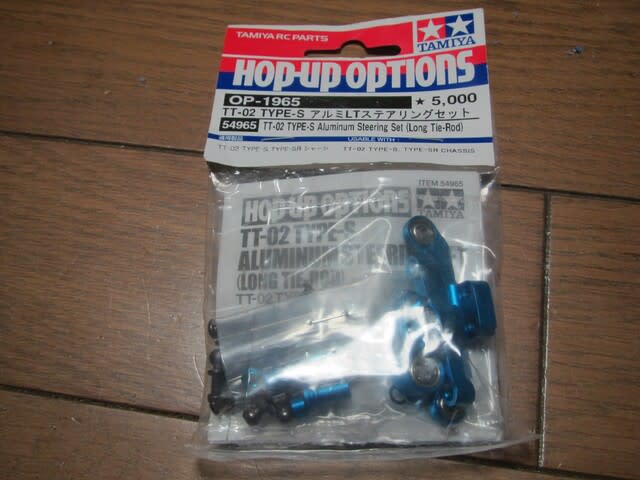 TAMIYA RC PARTS
TAMIYA
HOP-UP OPTIONS
OP-1965
★ 5,000
TT-02 TYPE-S アルミLTステアリングセット
54965 TT-02 TYPE-S Aluminum Steering Set (Long Tie-Rod)
USABLE WITH
TT-02 TYPE-S, TYPE-SR シャーシ
TT-02 TYPE-S, TYPE-SR CHASSIS
ITEM 54965
HOP-UP OPTIONS
TAMIYA
TT-02 TYPE-S
ALUMINIUM
(LONG TIE-ROD)
TT-02